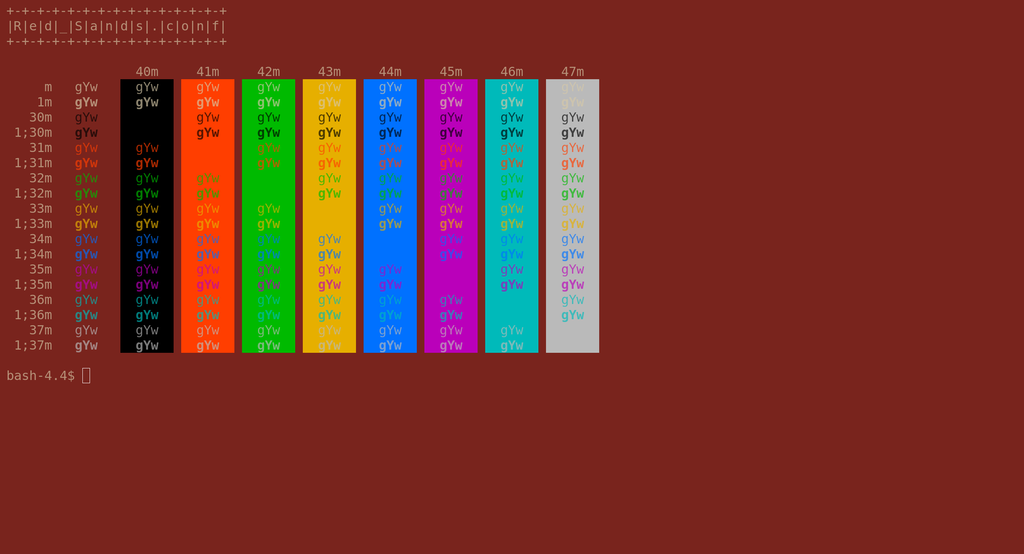 +-+-+-+-+-+-+-+-+-+-+-+-+-+-+
|R|e|d|_|S|a|n|d|s|.|c|o|n|f|
+-+-+-+-+-+-+-+-+-+-+-+-+-+-+
40m 41m 42m 43m 44m 45m 46m 47m
m gYw gYw gYw gYw gYw gYw gYw gYw gYw
1m gYw gYw gYw gYw gYw gYw gYw gYw gYw
30m gYw gYw gYw gYw gYw gYw gYw gYw
1;30m gYw gYw gYw gYw gYw gYw gYw gYw
31m gYw gYw gYw gYw gYw gYw gYw gYw
1;31m gYw gYw gYw gYw gYw gYw gYw gYw
32m gYw gYw gYw gYw gYw gYw gYw gYw
1;32m gYw gYw gYw gYw gYw gYw gYw gYw
33m gYw gYw gYw gYw gYw gYw gYw gYw
1;33m gYw gYw gYw gYw gYw gYw gYw gYw
34m gYw gYw gYw gYw gYw gYw gYw gYw
1;34m gYw gYw gYw gYw gYw gYw gYw gYw
35m gYw gYw gYw gYw gYw gYw gYw gYw
1;35m gYw gYw gYw gYw gYw gYw gYw gYw
36m gYw gYw gYw gYw gYw gYw gYw gYw
1;36m gYw gYw gYw gYw gYw gYw gYw gYw
37m gYw gYw gYw gYw gYw gYw gYw gYw
1;37m gYw gYw gYw gYw gYw gYw gYw gYw
bash-4.4$